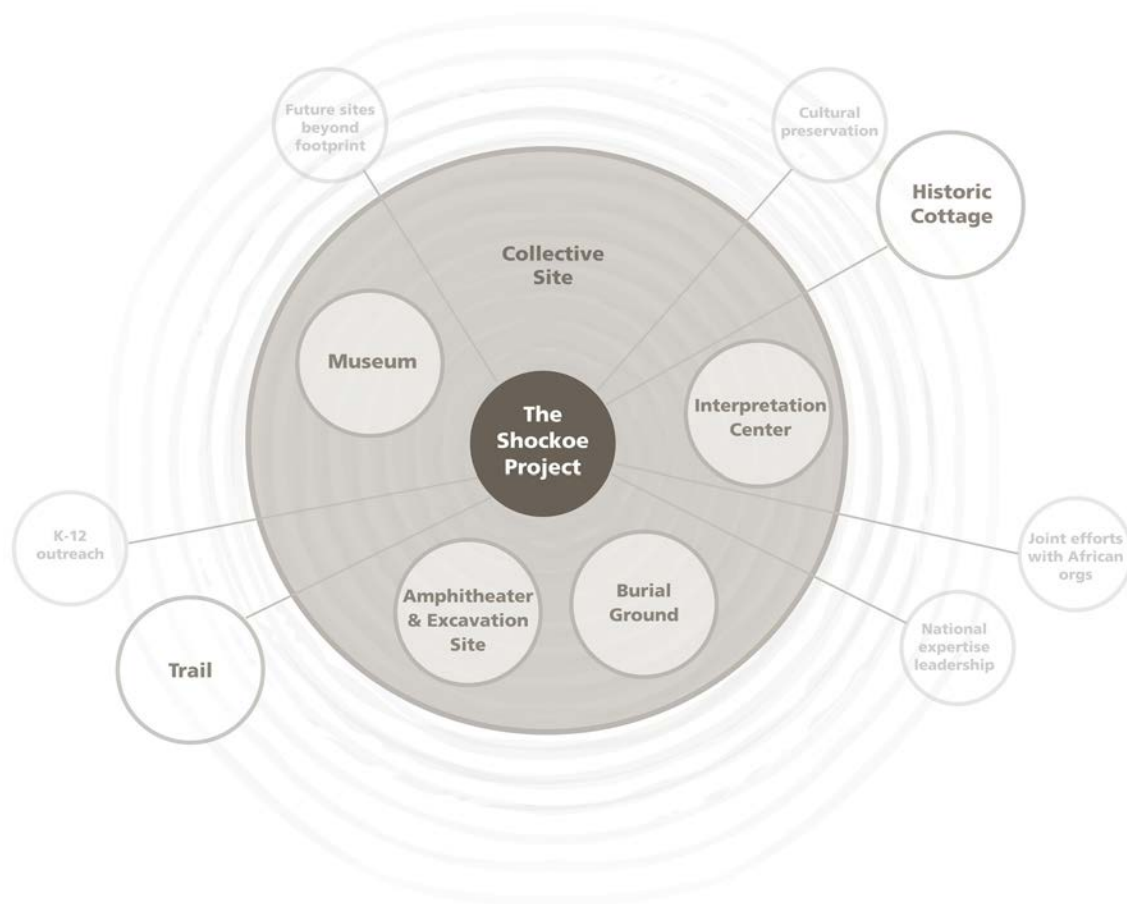 Future sites
beyond
footprint
Cultural
preservation
Historic
Cottage
Collective
Site
Museum
Interpretation
Center
The
Shockoe
Project
K-12
outreach
Joint efforts
with African
orgs
Amphitheater
& Excavation
Site
Burial
Ground
National
expertise
leadership
Trail